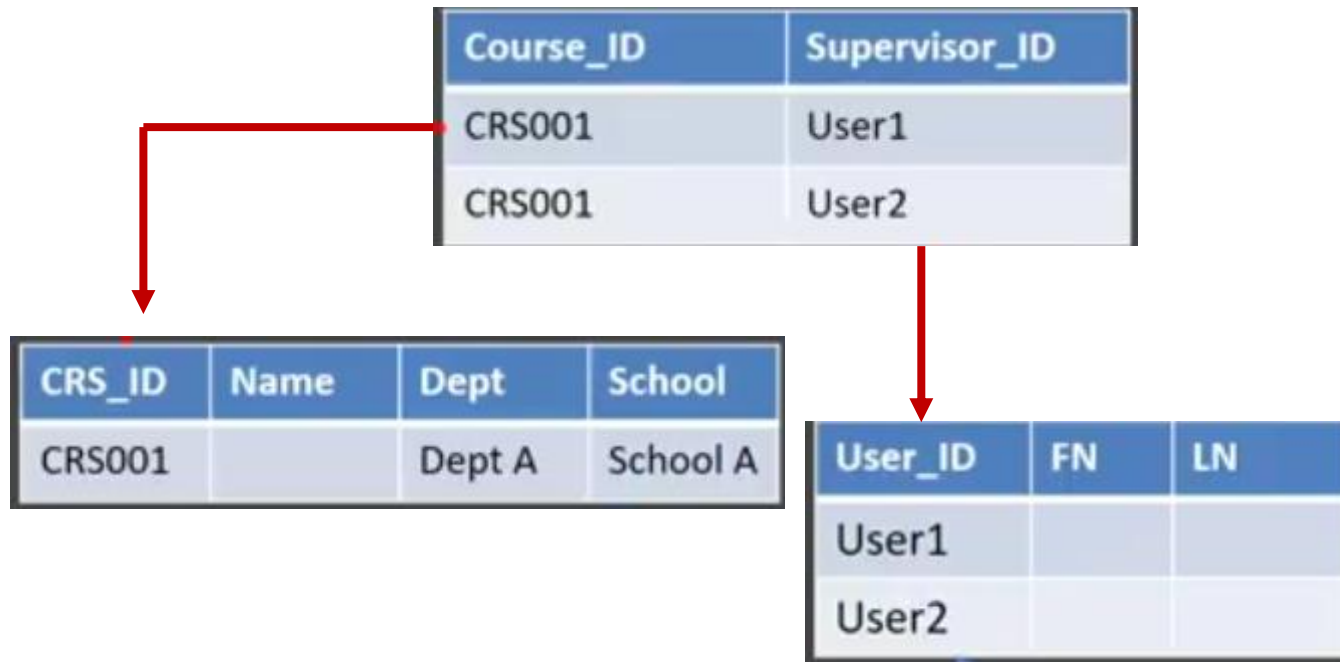 Course_ID Supervisor_ID
CRS001 User1
CRS001 User2
CRS_ID Name Dept School
CRS001 Dept A School A
User_ID FN LN
User1
User2